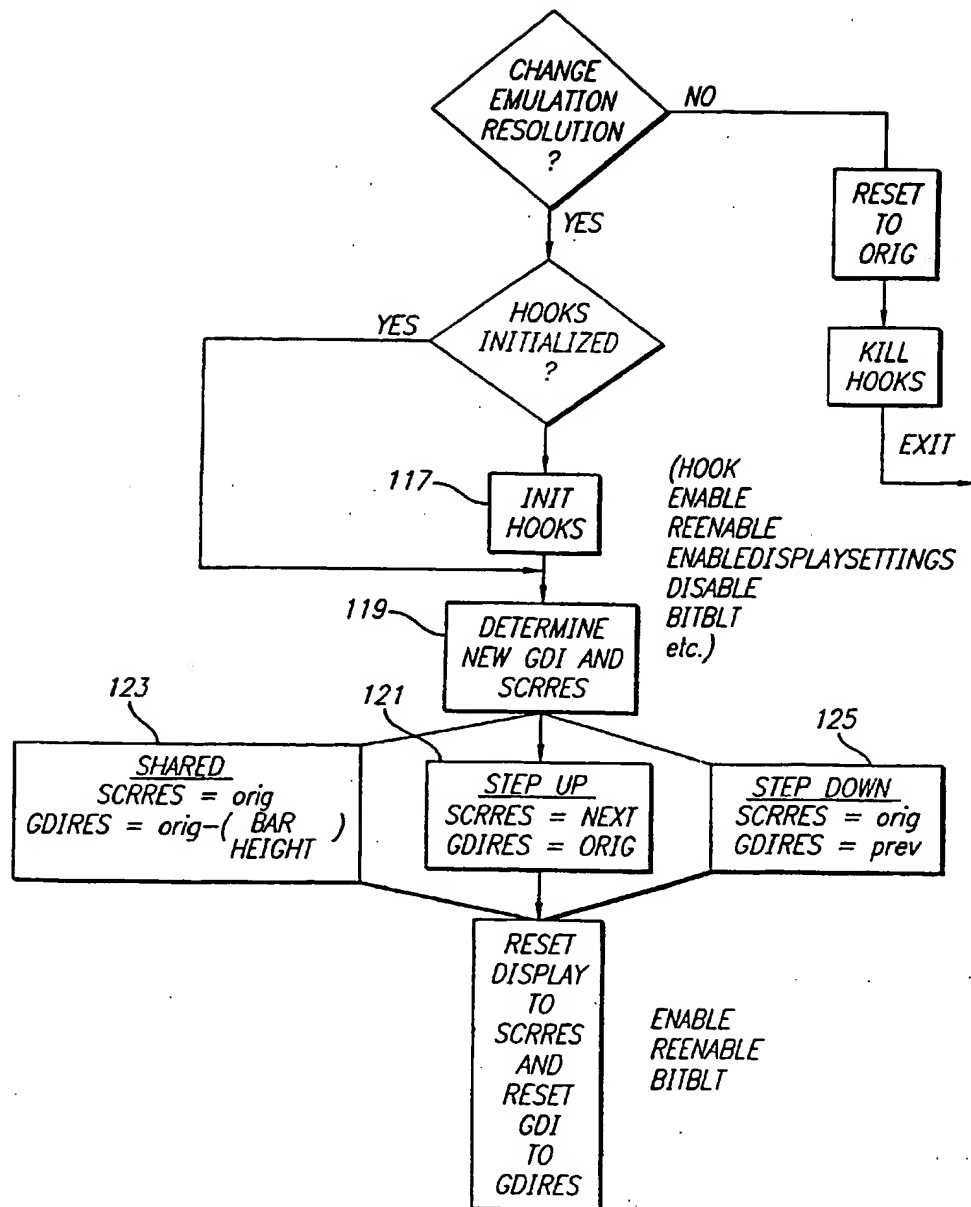 CHANGE
EMULATION
RESOLUTION
?
NO
YES
RESET
TO
ORIG
KILL
HOOKS
EXIT
HOOKS
INITIALIZED
?
YES
117
INIT
HOOKS
(HOOK
ENABLE
REENABLE
ENABLEDISPLAYSETTINGS
DISABLE
BITBLT
etc.)
119
DETERMINE
NEW GDI AND
SCRRES
123
SHARED
SCRRES = orig
GDIRES = orig-( BAR )
HEIGHT
121
STEP UP
SCRRES = NEXT
GDIRES = ORIG
125
STEP DOWN
SCRRES = orig
GDIRES = prev
RESET
DISPLAY
TO
SCRRES
AND
RESET
GDI
TO
GDIRES
ENABLE
REENABLE
BITBLT